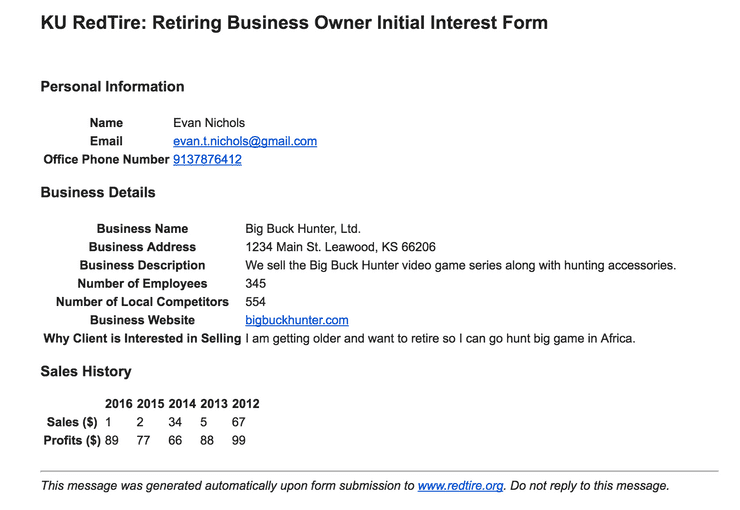 KU RedTire: Retiring Business Owner Initial Interest Form
Personal Information
Name Evan Nichols
Email evan.t.nichols@gmail.com
Office Phone Number 9137876412
Business Details
Business Name Big Buck Hunter, Ltd.
Business Address 1234 Main St. Leawood, KS 66206
Business Description We sell the Big Buck Hunter video game series along with hunting accessories.
Number of Employees 345
Number of Local Competitors 554
Business Website bigbuckhunter.com
Why Client is Interested in Selling I am getting older and want to retire so I can go hunt big game in Africa.
Sales History
2016 2015 2014 2013 2012
Sales ($) 1 2 34 5 67
Profits ($) 89 77 66 88 99
This message was generated automatically upon form submission to www.redtire.org. Do not reply to this message.